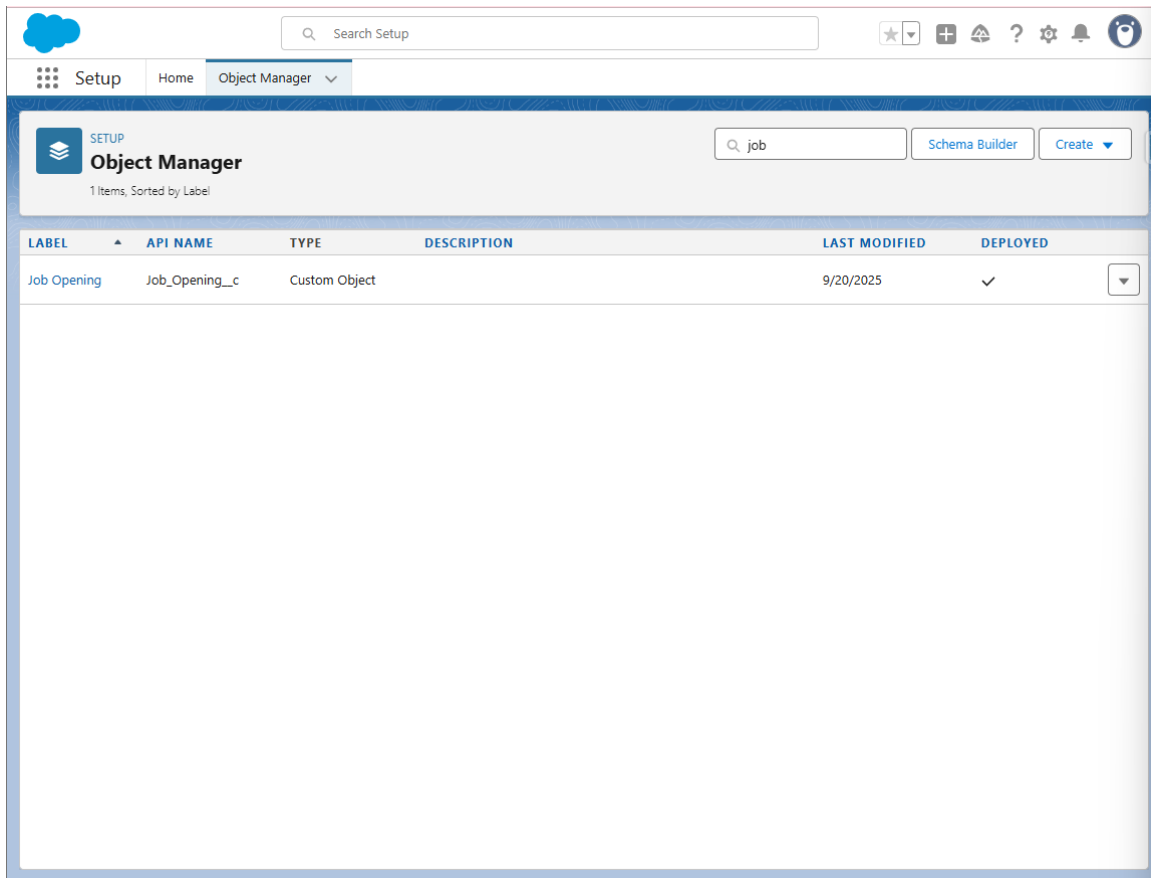 Search Setup
Setup
Home
Object Manager
SETUP
Object Manager
1 Items, Sorted by Label
job
Schema Builder
Create
LABEL API NAME TYPE DESCRIPTION LAST MODIFIED DEPLOYED
Job Opening Job_Opening__c Custom Object 9/20/2025